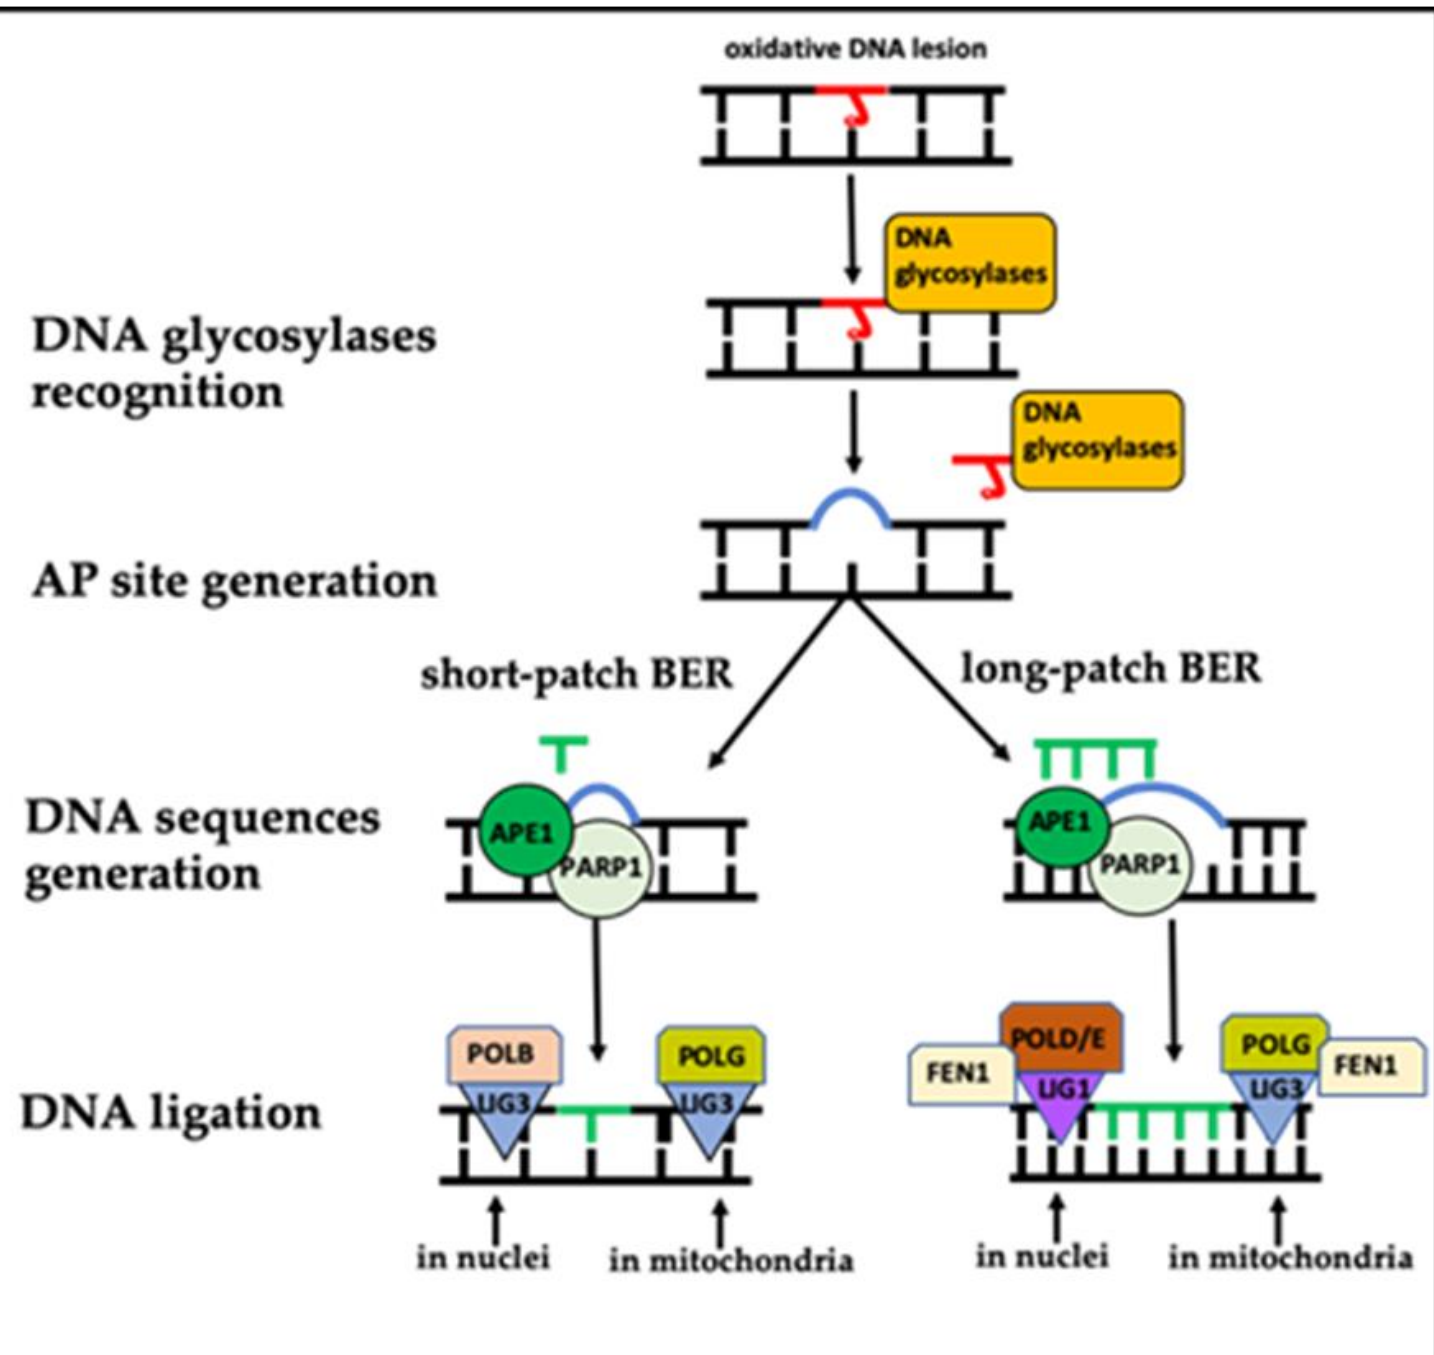 oxidative DNA lesion
DNA
glycosylases
DNA glycosylases
recognition
DNA
glycosylases
AP site generation
short-patch BER
long-patch BER
DNA sequences
generation
APE1
PARP1
APE1
PARP1
DNA ligation
POLB
LIG3
POLG
LIG3
FEN1
POLD/E
LIG1
POLG
LIG3
FEN1
in nuclei
in mitochondria
in nuclei
in mitochondria